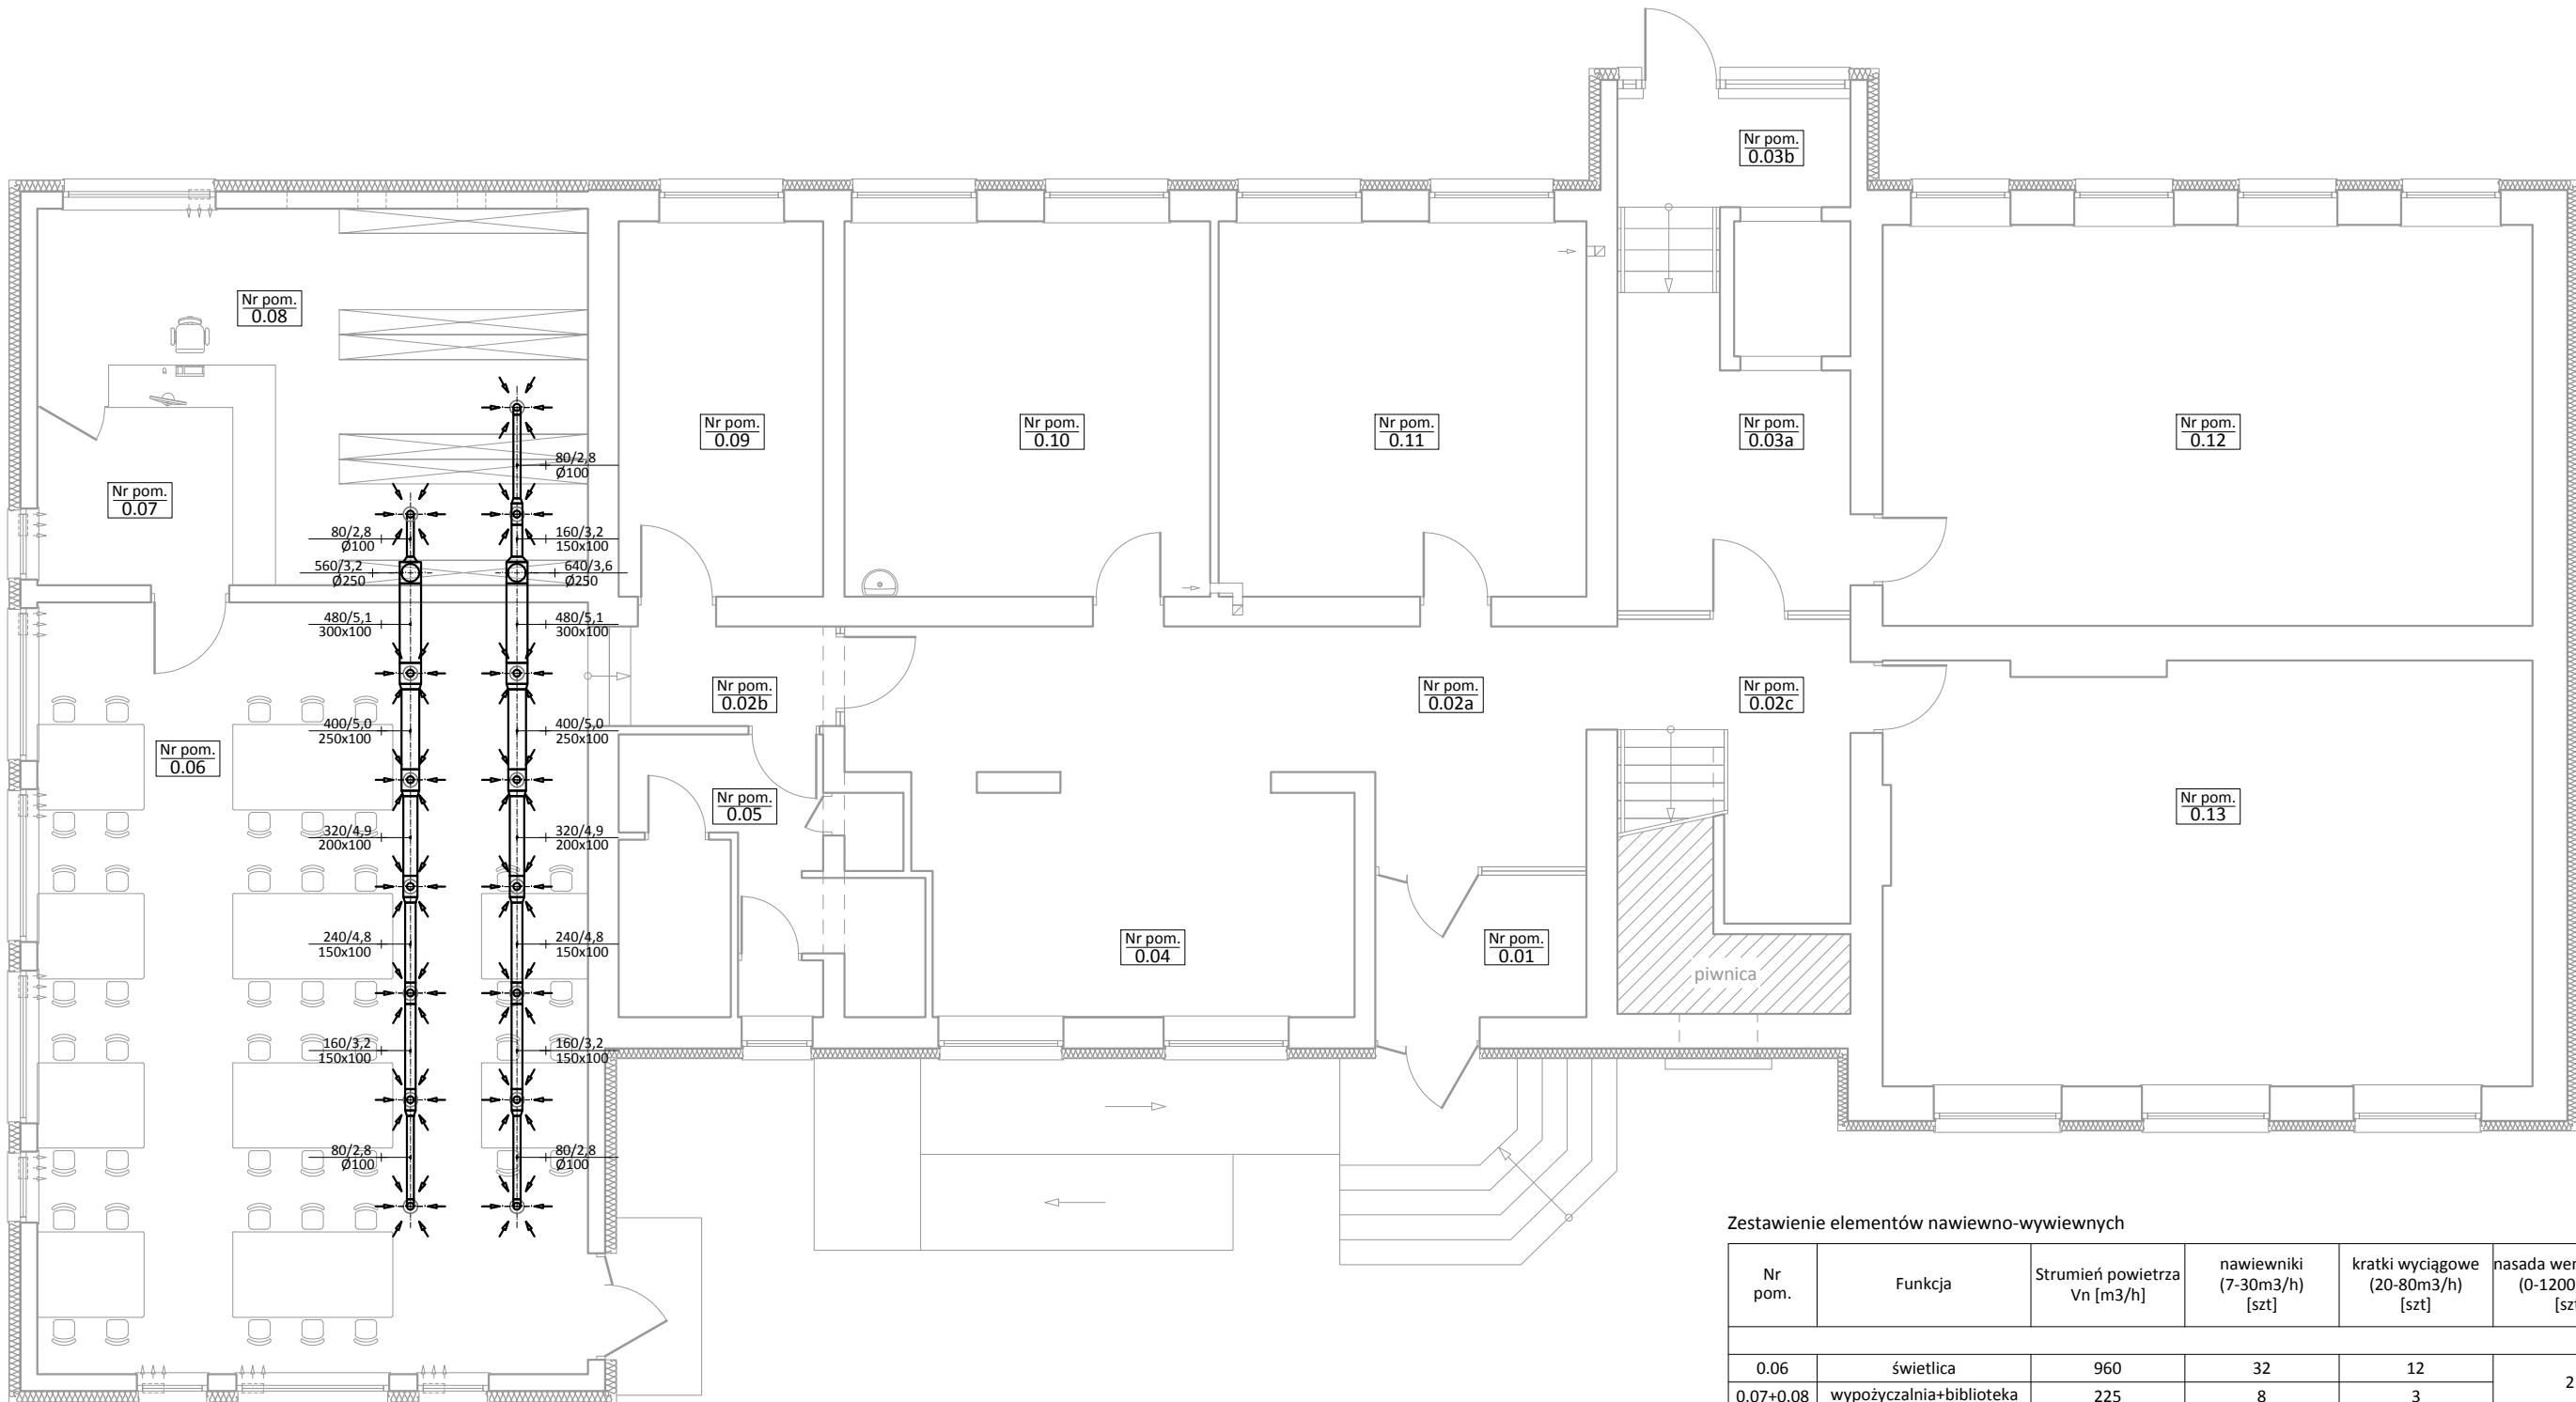 Nr pom.
0.03b
Nr pom.
0.08
Nr pom.
0.09
Nr pom.
0.10
Nr pom.
0.11
Nr pom.
0.03a
Nr pom.
0.12
80/2,8
Ø100
Nr pom.
0.07
80/2,8
Ø100
160/3,2
150x100
560/3,2
Ø250
640/3,6
Ø250
480/5,1
300x100
480/5,1
300x100
Nr pom.
0.02b
Nr pom.
0.02a
Nr pom.
0.02c
400/5,0
250x100
400/5,0
250x100
Nr pom.
0.06
Nr pom.
0.05
Nr pom.
0.13
320/4,9
200x100
320/4,9
200x100
240/4,8
150x100
240/4,8
150x100
Nr pom.
0.04
Nr pom.
0.01
piwnica
160/3,2
150x100
160/3,2
150x100
80/2,8
Ø100
80/2,8
Ø100
Zestawienie elementów nawiewno-wywiewnych
Nr
pom.
Funkcja
Strumień powietrza
Vn [m3/h]
nawiewniki
(7-30m3/h)
[szt]
kratki wyciągowe
(20-80m3/h)
[szt]
nasada
(0-1200
0.06 świetlica 960 32 12 2
0.07+0.08 wypożyczalnia+biblioteka 225 8 3